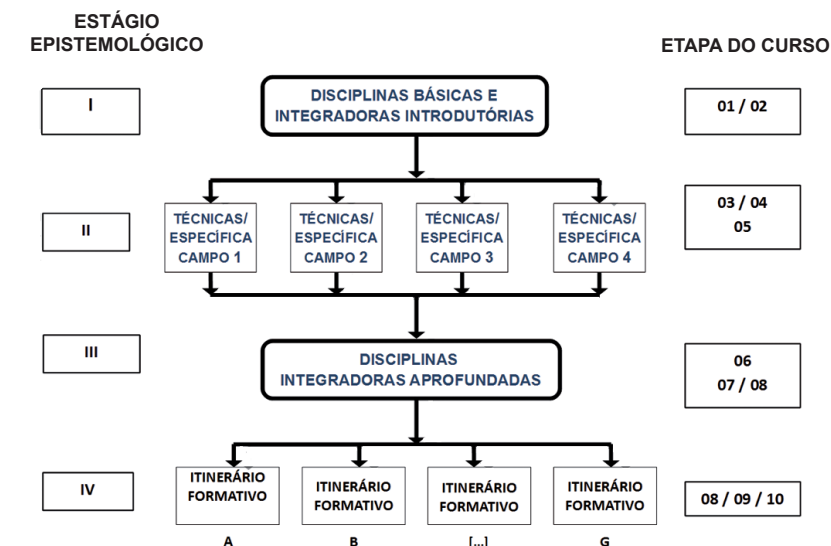 ESTÁGIO
EPISTEMOLÓGICO
ETAPA DO CURSO
I
DISCIPLINAS BÁSICAS E
INTEGRADORAS INTRODUTÓRIAS
01 / 02
II
TÉCNICAS/
ESPECÍFICA
CAMPO 1
TÉCNICAS/
ESPECÍFICA
CAMPO 2
TÉCNICAS/
ESPECÍFICA
CAMPO 3
TÉCNICAS/
ESPECÍFICA
CAMPO 4
03 / 04
05
III
DISCIPLINAS
INTEGRADORAS APROFUNDADAS
06
07 / 08
IV
ITINERÁRIO
FORMATIVO
ITINERÁRIO
FORMATIVO
ITINERÁRIO
FORMATIVO
ITINERÁRIO
FORMATIVO
08 / 09 / 10
A
B
[...]
G